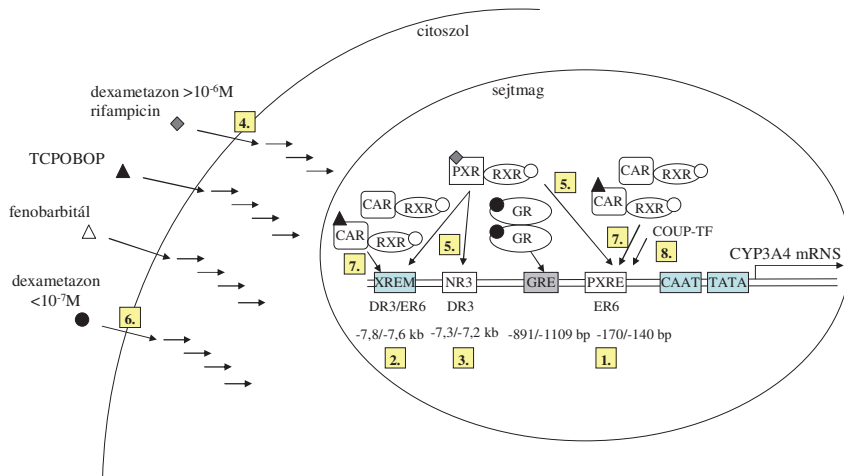 citoszol
sejtmag
dexametazon >10⁻⁶M
rifampicin
4.
TCPOBOP
fenobarbitál
dexametazon
<10⁻⁷M
6.
PXR RXR
5.
CAR RXR
CAR RXR
CAR RXR
CAR RXR
GR
GR
5.
7.
7.
COUP-TF
8.
CYP3A4 mRNS
XREM NR3 GRE PXRE CAAT TATA
DR3/ER6 DR3 ER6
-7,8/-7,6 kb -7,3/-7,2 kb -891/-1109 bp -170/-140 bp
2. 3. 1.